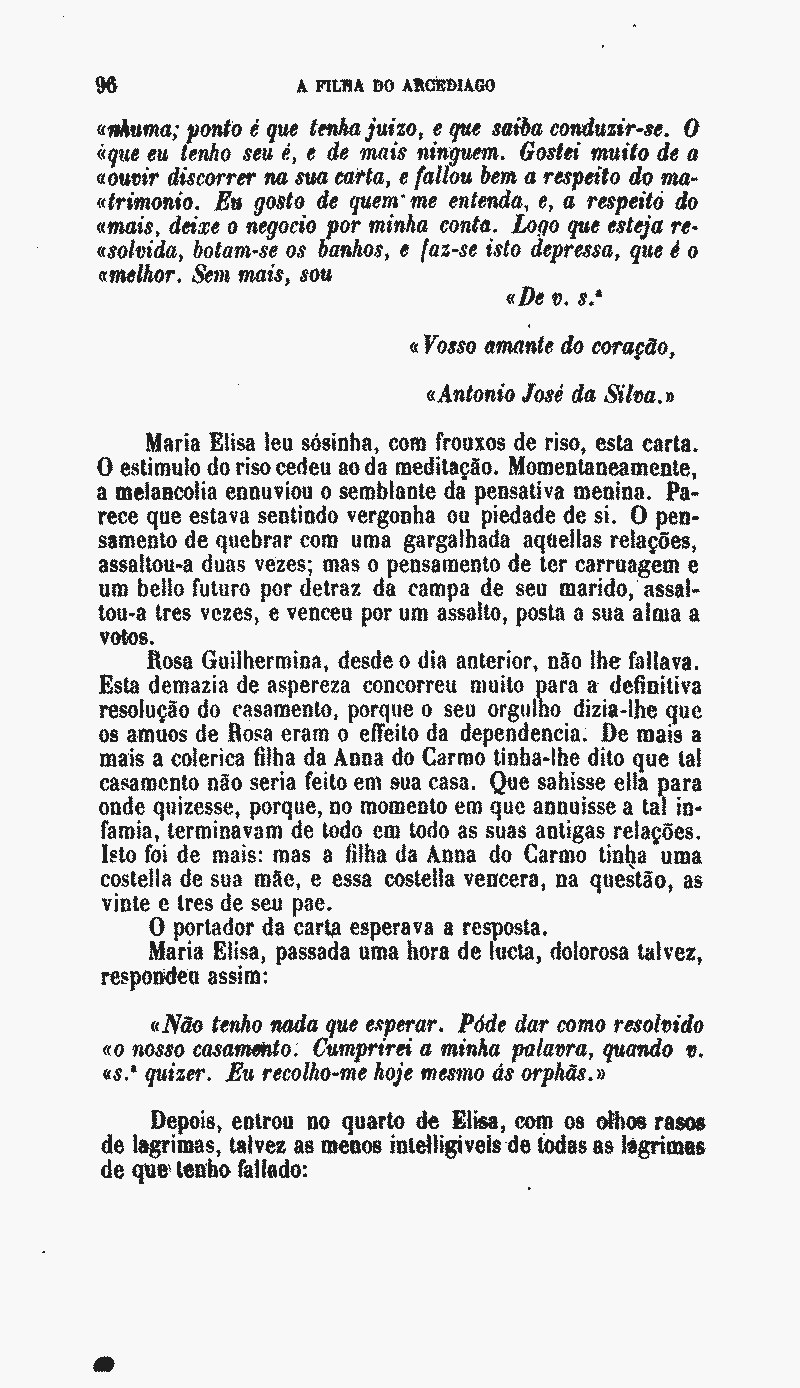 96 A FILHA DO ARCEDIAGO
«nhuma; ponto é que tenha juizo, e que saiba conduzir-se. O
«que eu tenho seu é, e de mais ninguem. Gostei muito de a
«ouvir discorrer na sua carta, e fallou bem a respeito do ma-
«trimonio. Eu gosto de quem me entenda, e, a respeito do
«mais, deixe o negocio por minha conta. Logo que esteja re-
«solvida, botam-se os banhos, e faz-se isto depressa, que é o
«melhor. Sem mais, sou
«De v. s.ª
«Vosso amante do coração,
«Antonio José da Silva.»
Maria Elisa leu sósinha, com frouxos de riso, esta carta.
O estimulo do riso cedeu ao da meditação. Momentaneamente,
a melancolia ennuviou o semblante da pensativa menina. Pa-
rece que estava sentindo vergonha ou piedade de si. O pen-
samento de quebrar com uma gargalhada aquellas relações,
assaltou-a duas vezes; mas o pensamento de ter carruagem e
um bello futuro por detraz da campa de seu marido, assal-
tou-a tres vezes, e venceu por um assalto, posta a sua alma a
votos.
Rosa Guilhermina, desde o dia anterior, não lhe fallava.
Esta demazia de aspereza concorreu muito para a definitiva
resolução do casamento, porque o seu orgulho dizia-lhe que
os amuos de Rosa eram o effeito da dependencia. De mais a
mais a colerica filha da Anna do Carmo tinha-lhe dito que tal
casamento não seria feito em sua casa. Que sahisse ella para
onde quizesse, porque, no momento em que annuisse a tal in-
famia, terminavam de todo em todo as suas antigas relações.
Isto foi de mais: mas a filha da Anna do Carmo tinha uma
costella de sua mãe, e essa costella vencera, na questão, as
vinte e tres de seu pae.
O portador da carta esperava a resposta.
Maria Elisa, passada uma hora de lucta, dolorosa talvez,
respondeu assim:
«Não tenho nada que esperar. Póde dar como resolvido
«o nosso casamento. Cumprirei a minha palavra, quando v.
«s.ª quizer. Eu recolho-me hoje mesmo ás orphãs.»
Depois, entrou no quarto de Elisa, com os olhos rasos
de lagrimas, talvez as menos intelligiveis de todas as lagrimas
de que tenho fallado: